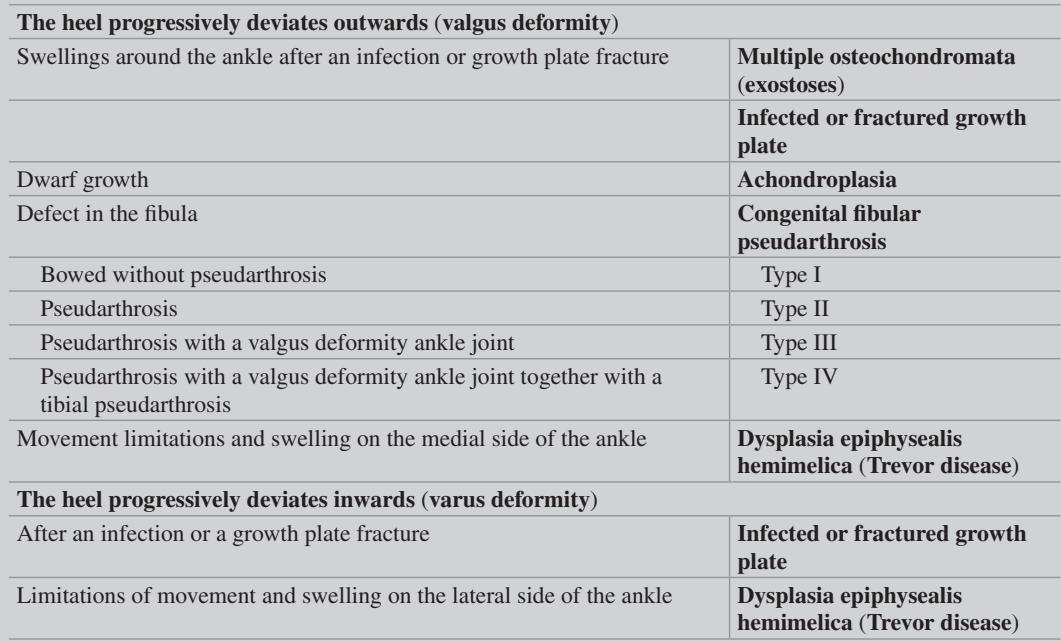 The heel progressively deviates outwards (valgus deformity)
Swellings around the ankle after an infection or growth plate fracture
Multiple osteochondromata
(exostoses)
Infected or fractured growth
plate
Dwarf growth
Achondroplasia
Defect in the fibula
Congenital fibular
pseudarthrosis
Bowed without pseudarthrosis
Type I
Pseudarthrosis
Type II
Pseudarthrosis with a valgus deformity ankle joint
Type III
Pseudarthrosis with a valgus deformity ankle joint together with a
tibial pseudarthrosis
Type IV
Movement limitations and swelling on the medial side of the ankle
Dysplasia epiphysealis
hemimelica (Trevor disease)
The heel progressively deviates inwards (varus deformity)
After an infection or a growth plate fracture
Infected or fractured growth
plate
Limitations of movement and swelling on the lateral side of the ankle
Dysplasia epiphysealis
hemimelica (Trevor disease)